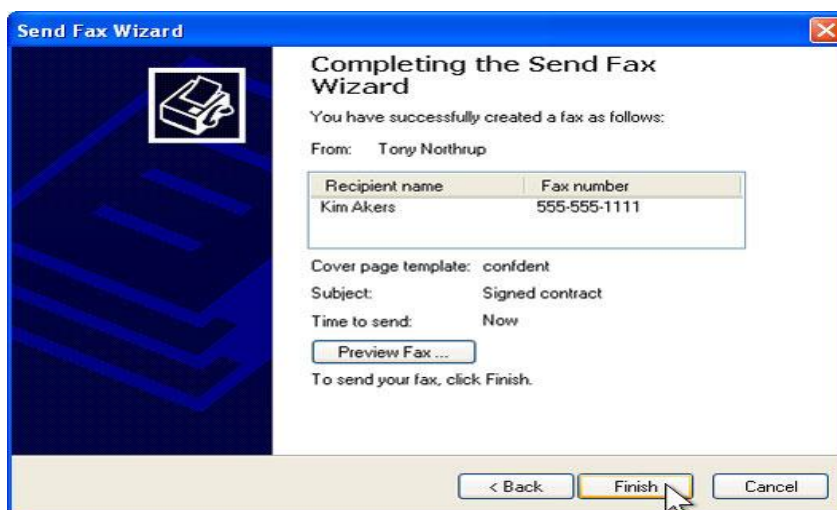 Send Fax Wizard
Completing the Send Fax
Wizard
You have successfully created a fax as follows:
From: Tony Northrup
Recipient name Fax number
Kim Akers 555-555-1111
Cover page template: confdent
Subject: Signed contract
Time to send: Now
Preview Fax ...
To send your fax, click Finish.
< Back Finish Cancel